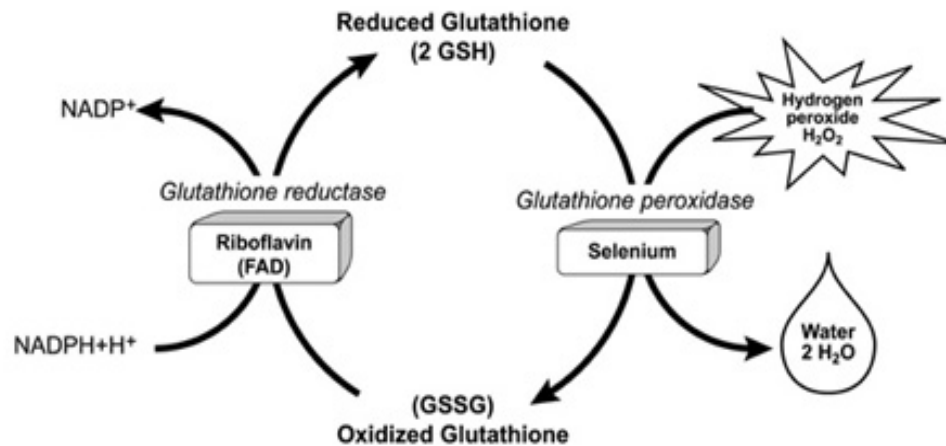 Reduced Glutathione
(2 GSH)
NADP⁺
Hydrogen
peroxide
H₂O₂
Glutathione reductase
Glutathione peroxidase
Riboflavin
(FAD)
Selenium
NADPH+H⁺
Water
2 H₂O
(GSSG)
Oxidized Glutathione